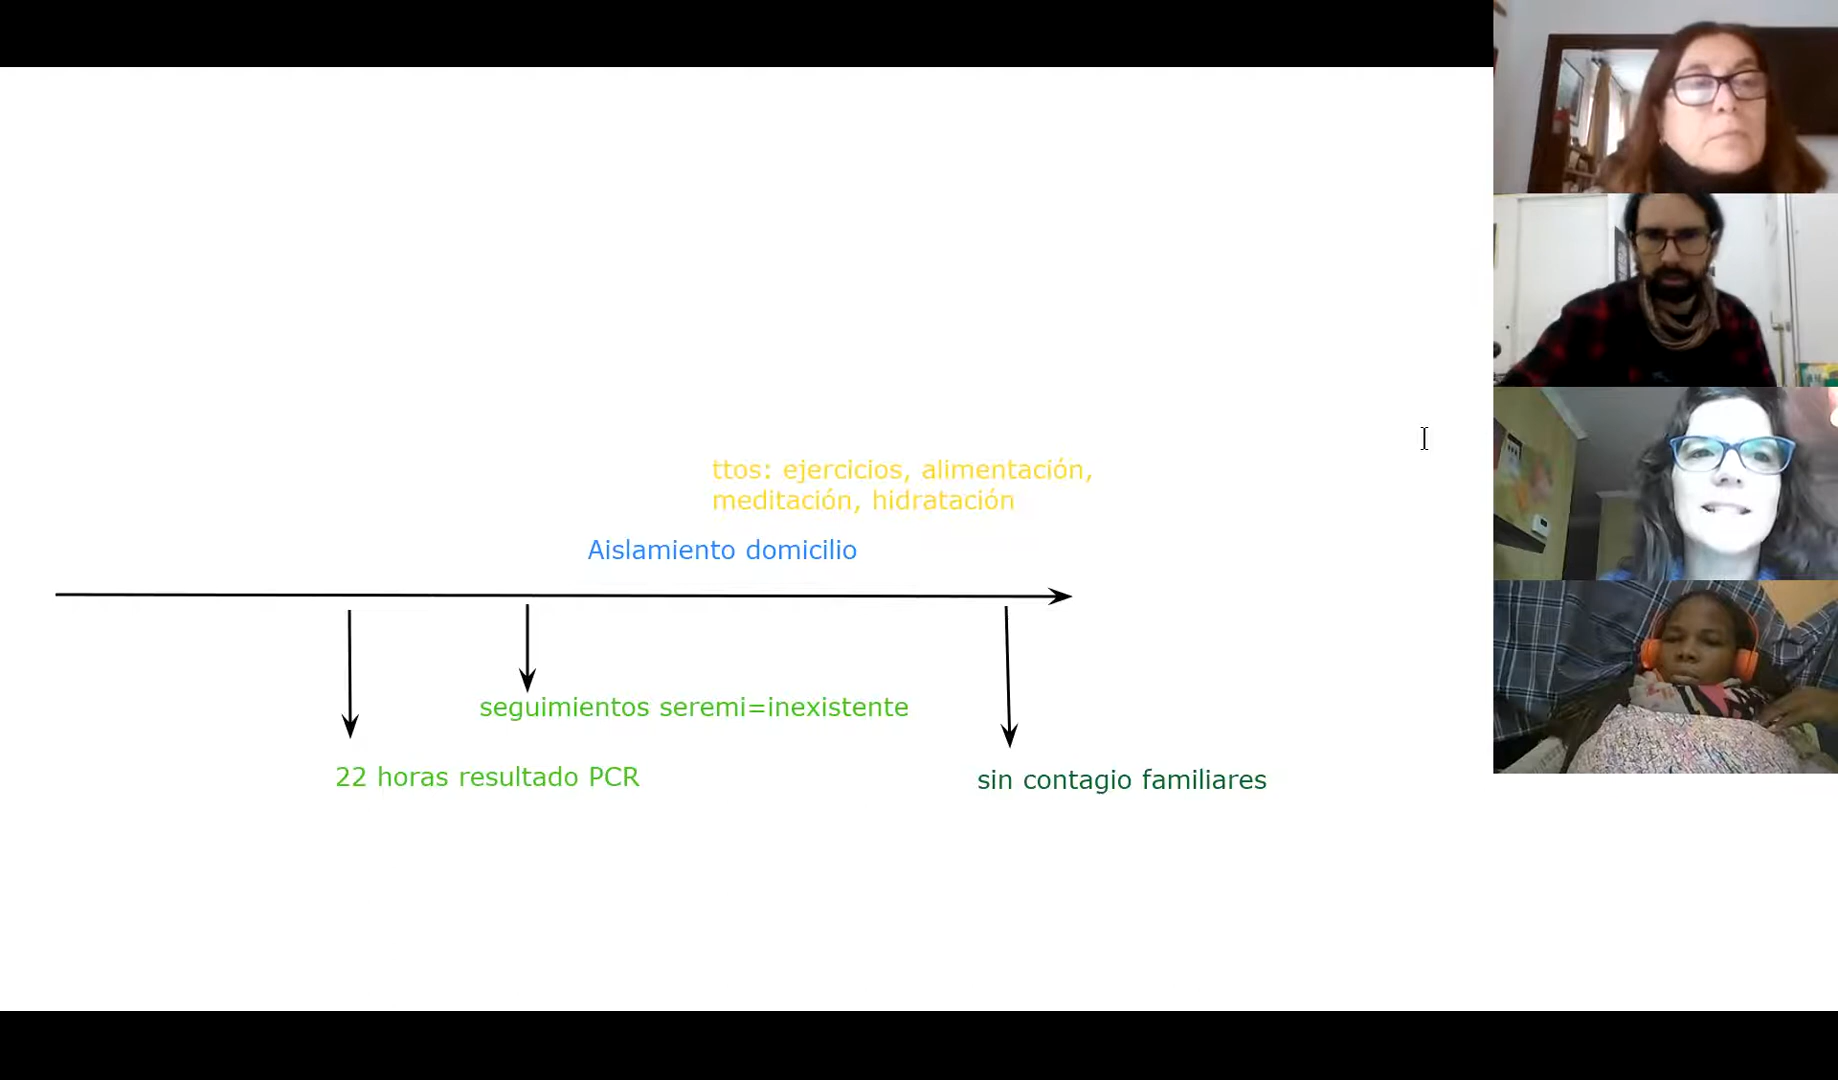 ttos: ejercicios, alimentación,
meditación, hidratación
Aislamiento domicilio
seguimientos seremi=inexistente
22 horas resultado PCR
sin contagio familiares